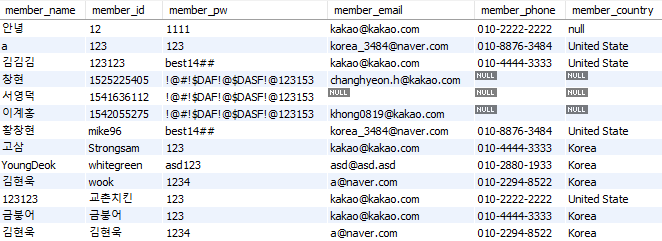 member_name member_id member_pw member_email member_phone member_country
안녕 12 1111 kakao@kakao.com 010-2222-2222 null
a 123 123 korea_3484@naver.com 010-8876-3484 United State
김김김 123123 best14## kakao@kakao.com 010-4444-3333 United State
창현 1525225405 !@#!$DAF!@$DASF!@123153 changhyeon.h@kakao.com NULL NULL
서영덕 1541636112 !@#!$DAF!@$DASF!@123153 NULL NULL NULL
이계홍 1542055275 !@#!$DAF!@$DASF!@123153 khong0819@kakao.com NULL NULL
황창현 mike96 best14## korea_3484@naver.com 010-8876-3484 United State
고삼 Strongsam 123 kakao@kakao.com 010-4444-3333 Korea
YoungDeok whitegreen asd123 asd@asd.asd 010-2880-1933 Korea
김현욱 wook 1234 a@naver.com 010-2294-8522 Korea
123123 교촌치킨 123 kakao@kakao.com 010-2222-2222 United State
금붕어 금붕어 123 kakao@kakao.com 010-4444-3333 Korea
김현욱 김현욱 1234 a@naver.com 010-2294-8522 Korea